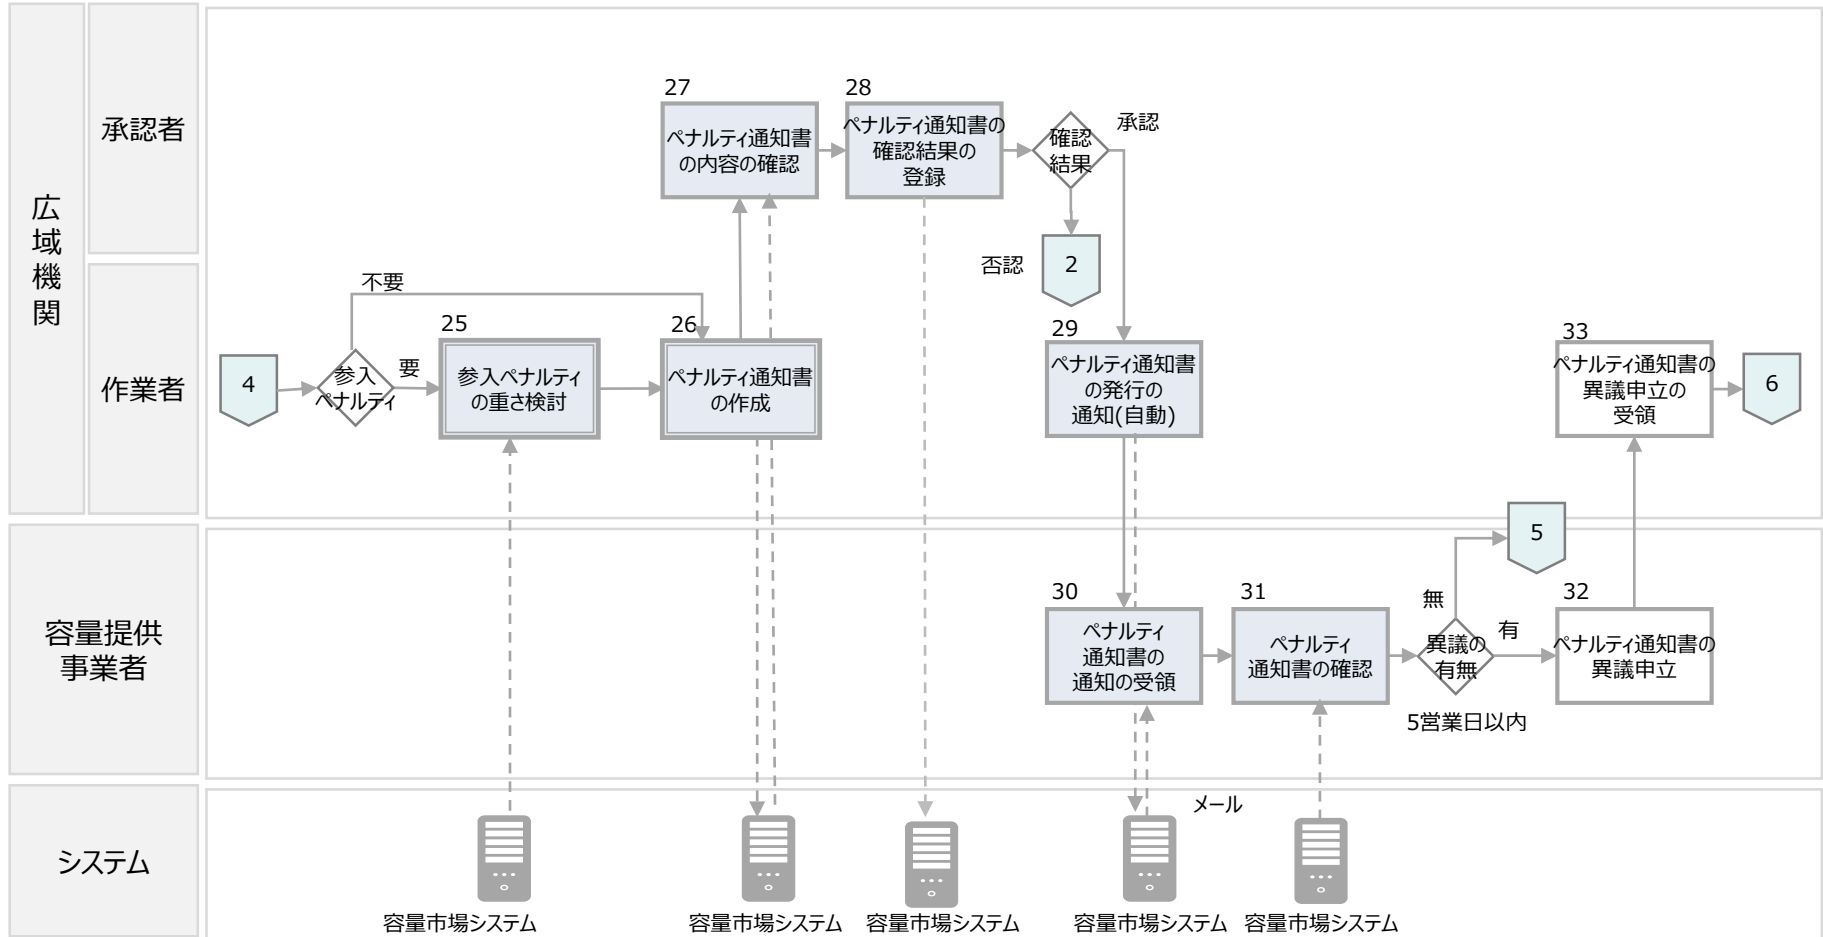 広
域
機
関
承認者
作業者
容量提供
事業者
システム
27
ペナルティ通知書
の内容の確認
28
ペナルティ通知書の
確認結果の
登録
確認
結果
承認
否認
2
4
参入
ペナルティ
不要
要
25
参入ペナルティ
の重さ検討
26
ペナルティ通知書
の作成
29
ペナルティ通知書
の発行の
通知(自動)
33
ペナルティ通知書の
異議申立の
受領
6
5
30
ペナルティ
通知書の
通知の受領
31
ペナルティ
通知書の確認
無
異議の
有無
有
5営業日以内
32
ペナルティ通知書の
異議申立
メール
容量市場システム
容量市場システム
容量市場システム
容量市場システム
容量市場システム